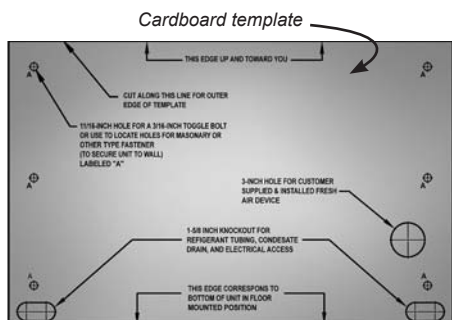 Cardboard template
THIS EDGE UP AND TOWARD YOU
A
A
CUT ALONG THIS LINE FOR OUTER
EDGE OF TEMPLATE
11/16-INCH HOLE FOR A 3/16-INCH TOGGLE BOLT
OR USE TO LOCATE HOLES FOR MASONARY OR
OTHER TYPE FASTENER
(TO SECURE UNIT TO WALL)
LABELED "A"
A
A
3-INCH HOLE FOR CUSTOMER
SUPPLIED & INSTALLED FRESH
AIR DEVICE
1-5/8 INCH KNOCKOUT FOR
REFIGERANT TUBING, CONDESATE
DRAIN, AND ELECTRICAL ACCESS
A
A
THIS EDGE CORRESPONS TO
BOTTOM OF UNIT IN FLOOR
MOUNTED POSITION